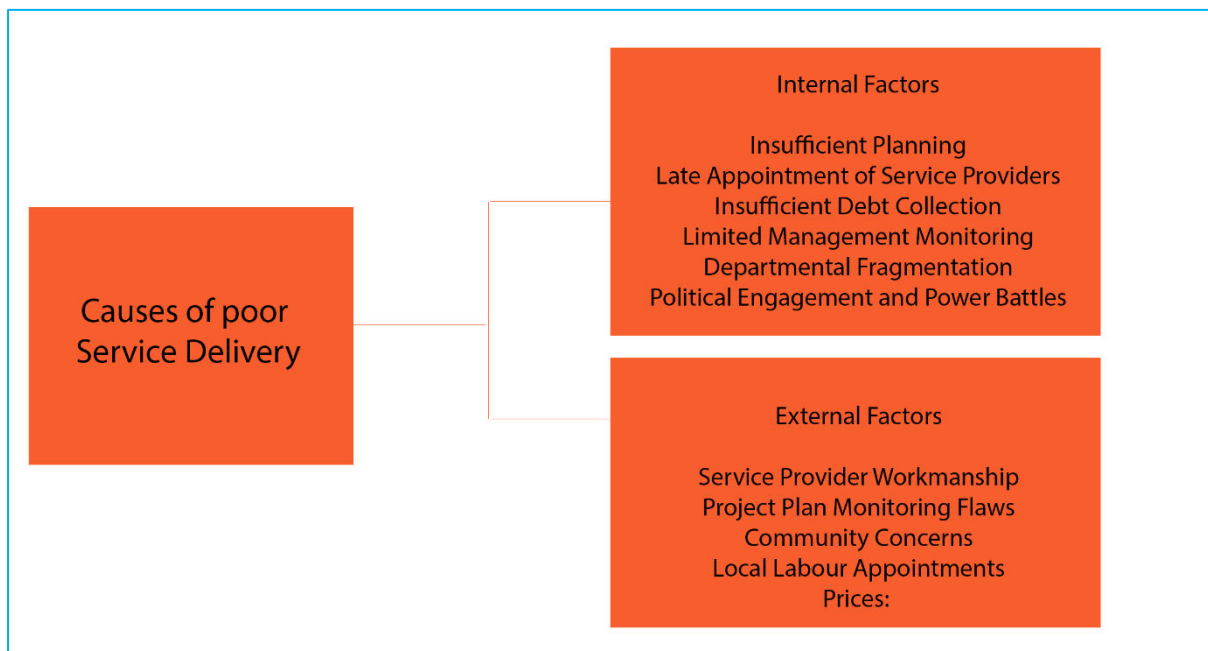 Causes of poor
Service Delivery
Internal Factors
Insufficient Planning
Late Appointment of Service Providers
Insufficient Debt Collection
Limited Management Monitoring
Departmental Fragmentation
Political Engagement and Power Battles
External Factors
Service Provider Workmanship
Project Plan Monitoring Flaws
Community Concerns
Local Labour Appointments
Prices: